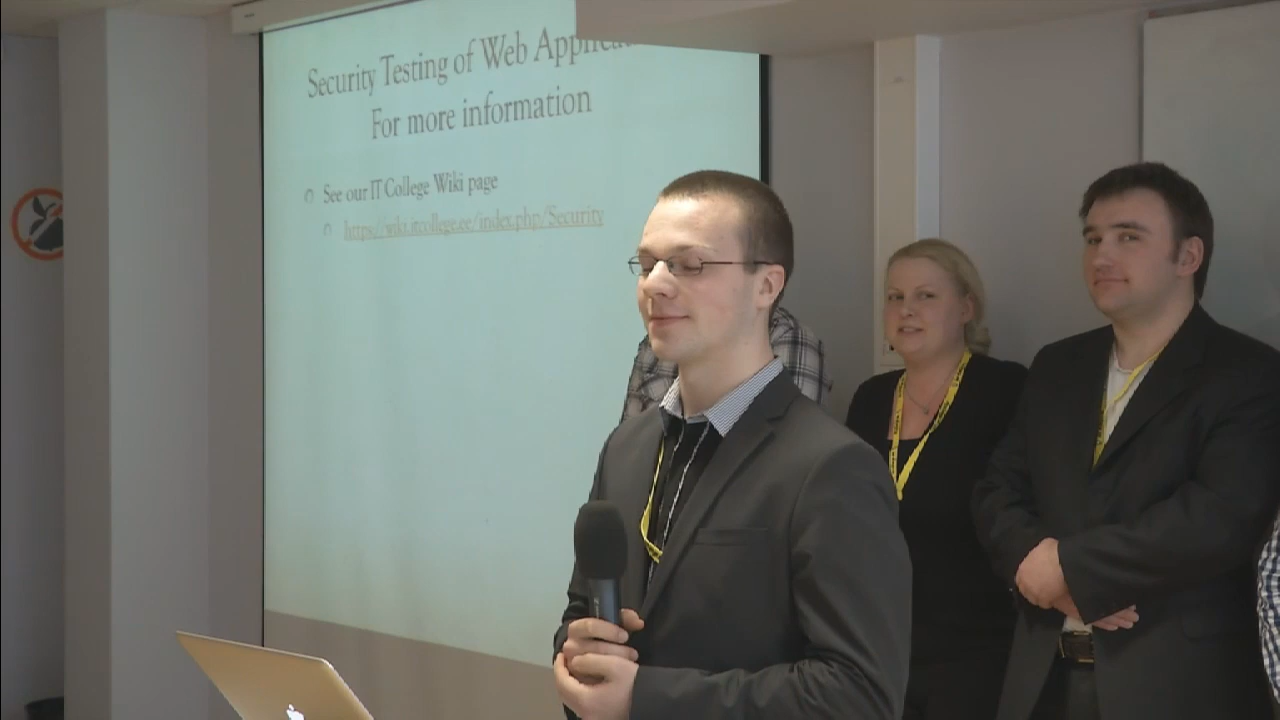 Security Testing of Web
For more information
See our IT College Wiki page
https://wiki.itcollege.ee/index.php/Security